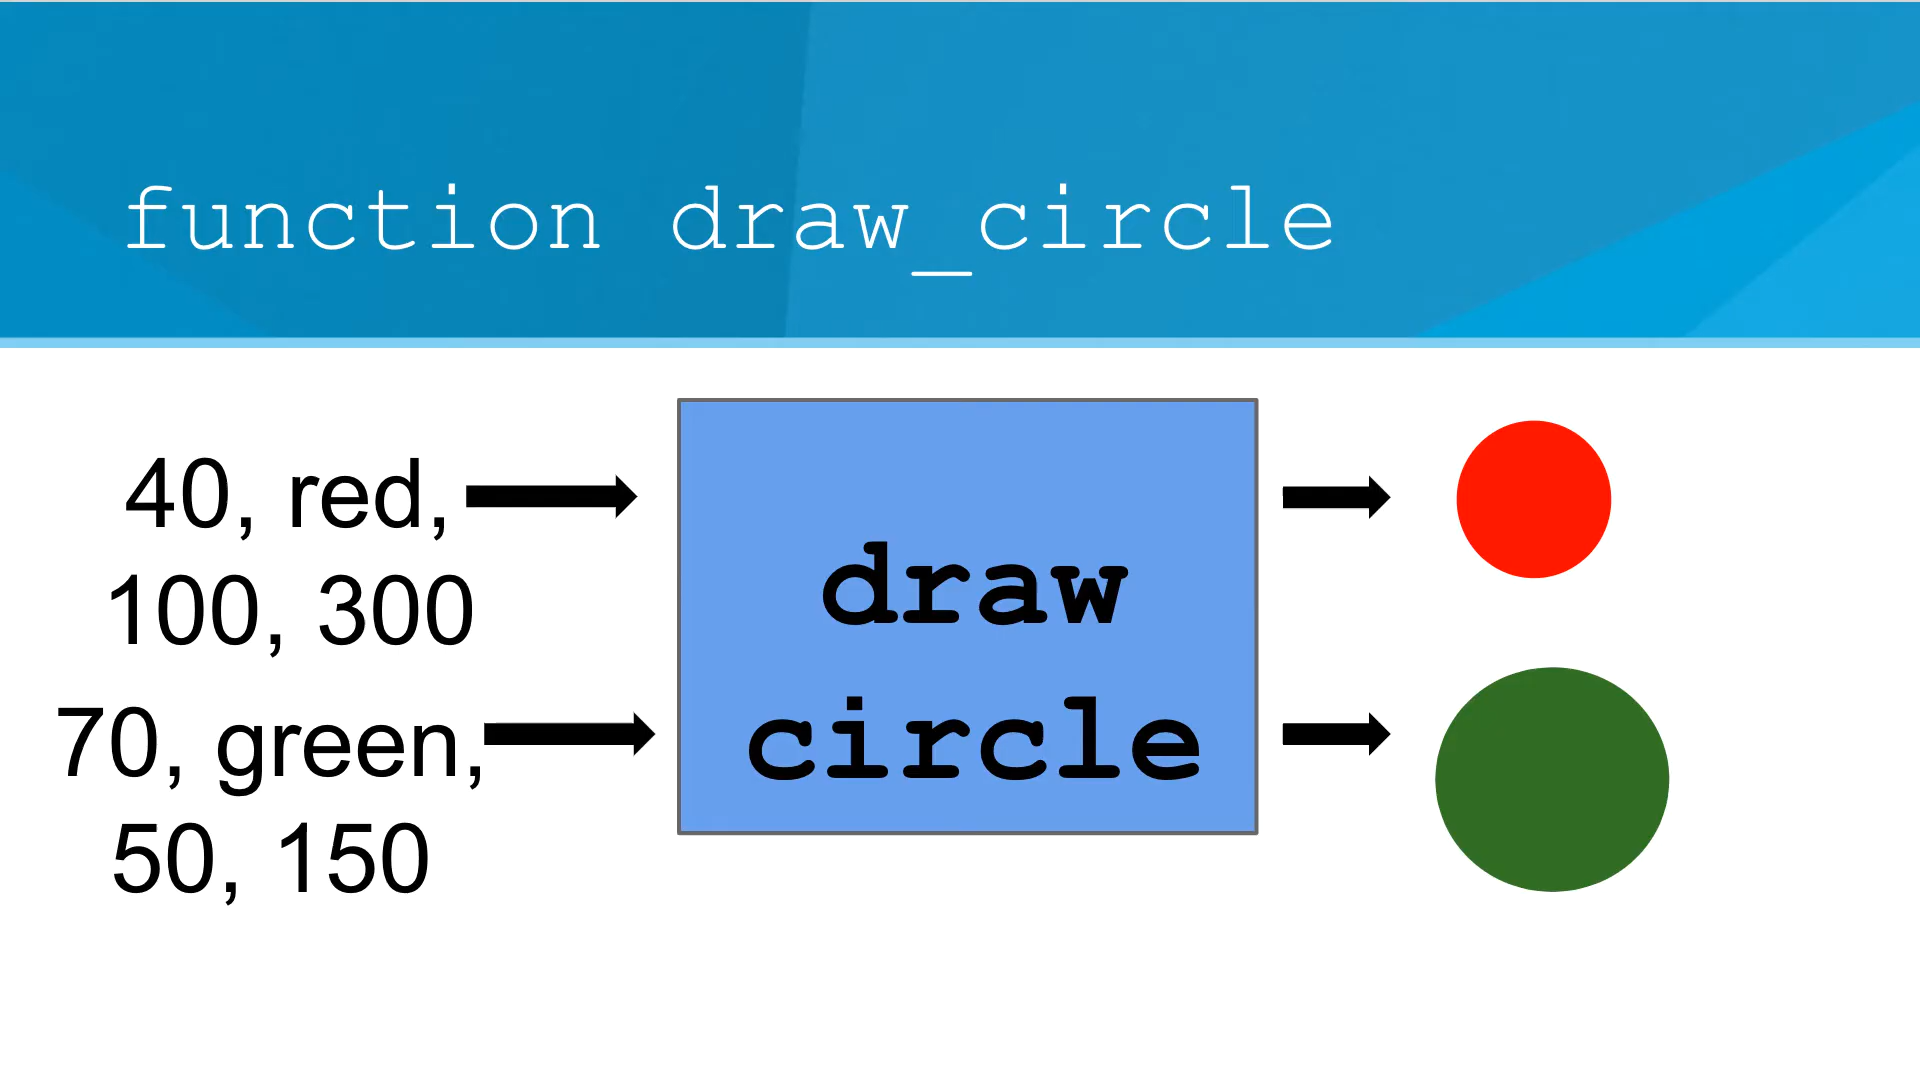 function draw_circle
40, red,
100, 300
70, green,
50, 150
draw
circle